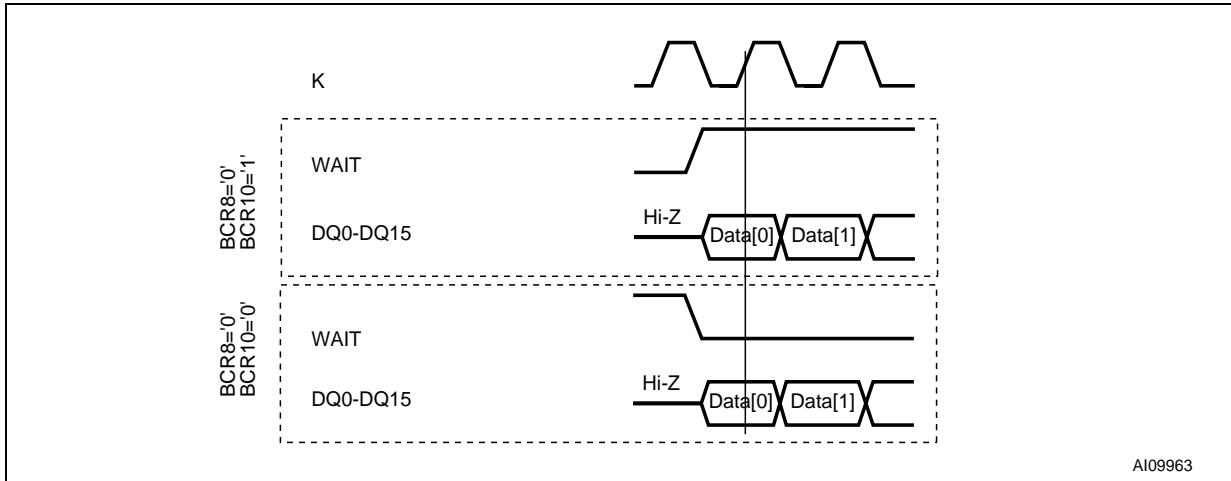 K
BCR8='0'
BCR10='1'
WAIT
DQ0-DQ15
Hi-Z
Data[0]
Data[1]
BCR8='0'
BCR10='0'
WAIT
DQ0-DQ15
Hi-Z
Data[0]
Data[1]
AI09963